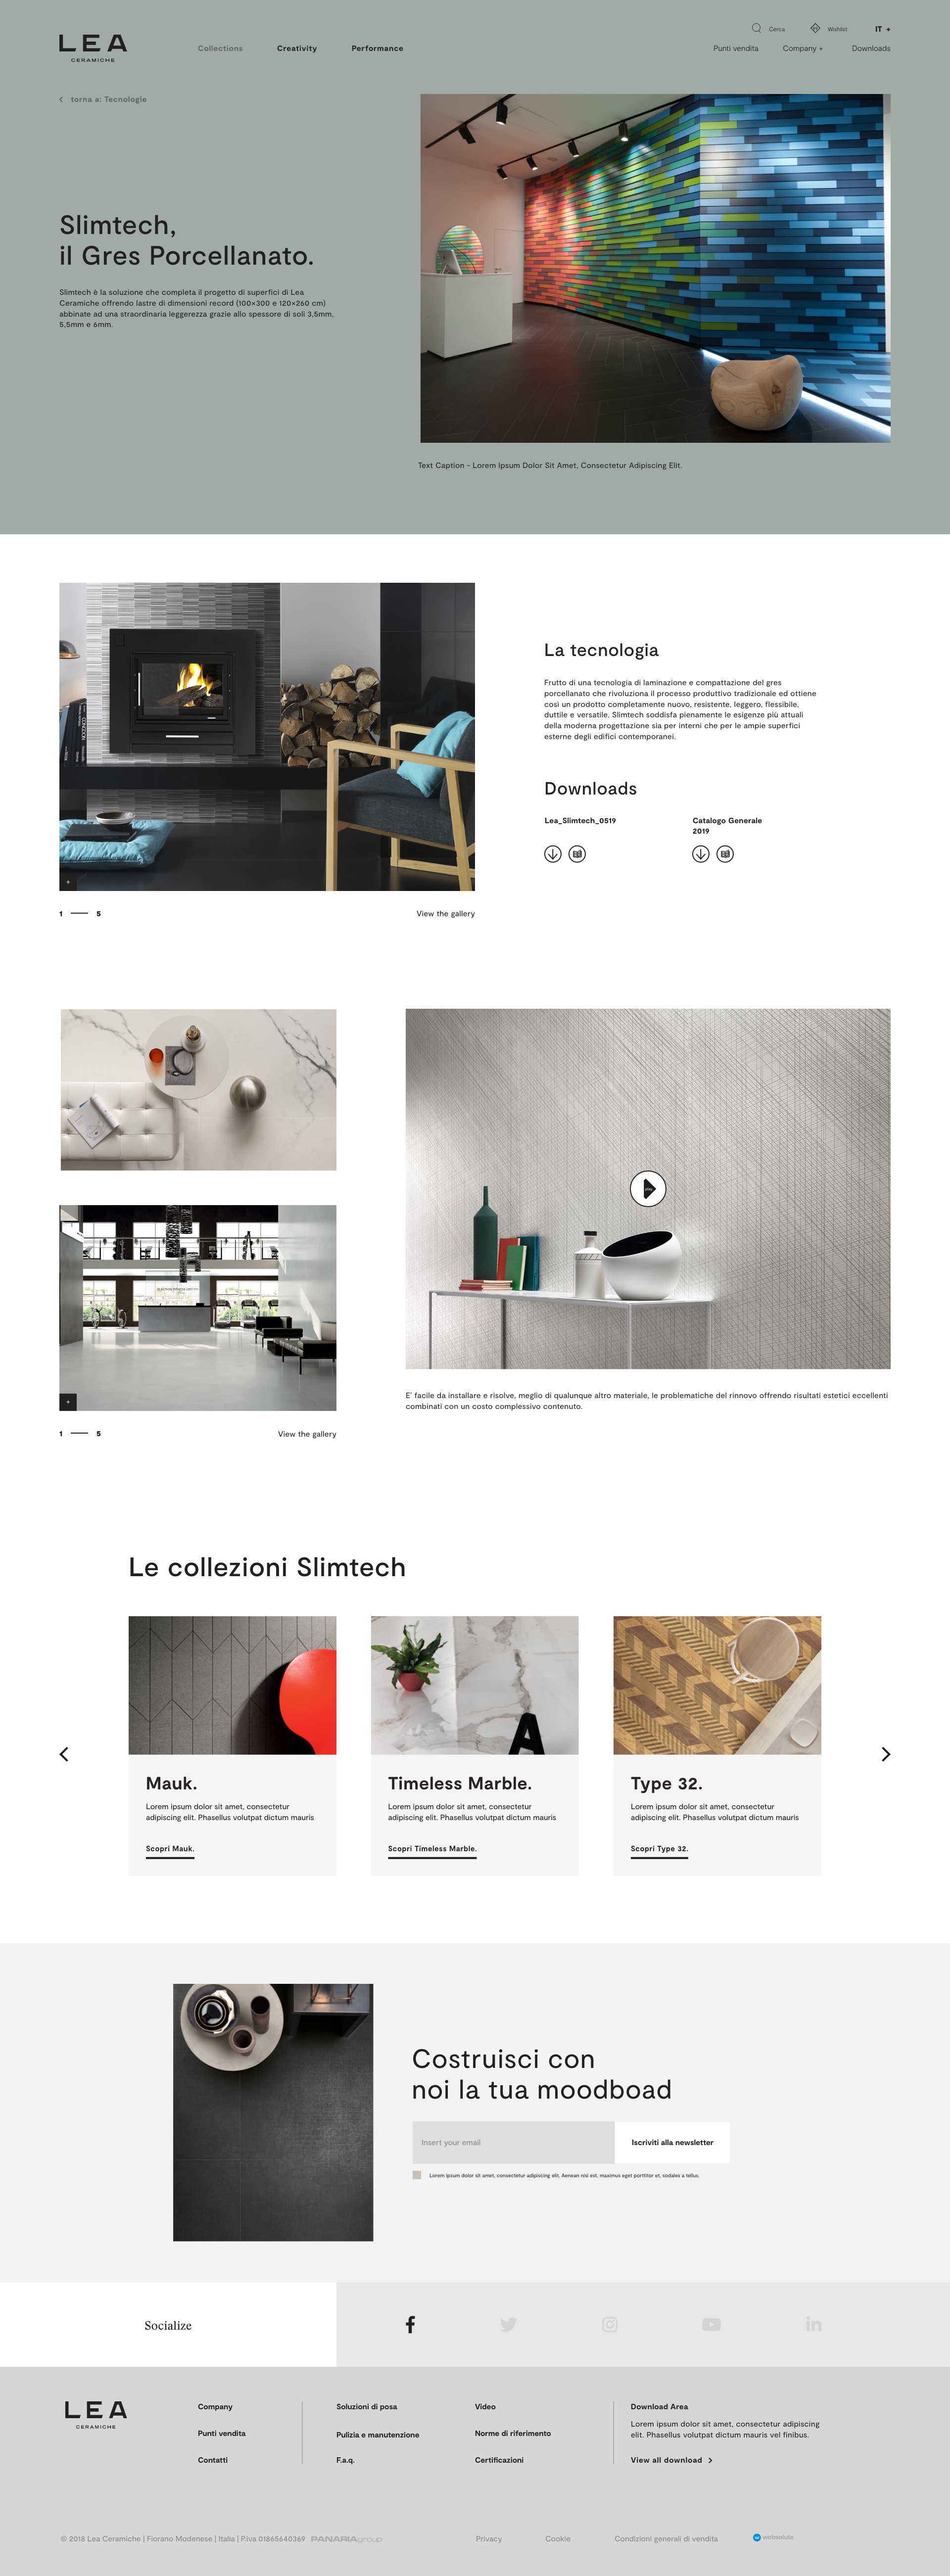 LEA
CERAMICHE
Collections
Creativity
Performance
Cerca
Wishlist
IT +
Punti vendita
Company +
Downloads
torna a: Tecnologie
Slimtech,
il Gres Porcellanato.
Slimtech è la soluzione che completa il progetto di superfici di Lea
Ceramiche offrendo lastre di dimensioni record (100×300 e 120×260 cm)
abbinate ad una straordinaria leggerezza grazie allo spessore di soli 3,5mm,
5,5mm e 6mm.
Text Caption - Lorem Ipsum Dolor Sit Amet, Consectetur Adipiscing Elit.
+
1 — 5
View the gallery
La tecnologia
Frutto di una tecnologia di laminazione e compattazione del gres
porcellanato che rivoluziona il processo produttivo tradizionale ed ottiene
così un prodotto completamente nuovo, resistente, leggero, flessibile,
duttile e versatile. Slimtech soddisfa pienamente le esigenze più attuali
della moderna progettazione sia per interni che per le ampie superfici
esterne degli edifici contemporanei.
Downloads
Lea_Slimtech_0519
Catalogo Generale
2019
+
1 — 5
View the gallery
E' facile da installare e risolve, meglio di qualunque altro materiale, le problematiche del rinnovo offrendo risultati estetici eccellenti
combinati con un costo complessivo contenuto.
Le collezioni Slimtech
Mauk.
Lorem ipsum dolor sit amet, consectetur
adipiscing elit. Phasellus volutpat dictum mauris
Scopri Mauk.
A
Timeless Marble.
Lorem ipsum dolor sit amet, consectetur
adipiscing elit. Phasellus volutpat dictum mauris
Scopri Timeless Marble.
Type 32.
Lorem ipsum dolor sit amet, consectetur
adipiscing elit. Phasellus volutpat dictum mauris
Scopri Type 32.
Costruisci con
noi la tua moodboad
Insert your email
Iscriviti alla newsletter
Lorem ipsum dolor sit amet, consectetur adipiscing elit. Aenean nisi est, maximus eget porttitor et, sodales a tellus.
Socialize
LEA
CERAMICHE
Company
Punti vendita
Contatti
Soluzioni di posa
Pulizia e manutenzione
F.a.q.
Video
Norme di riferimento
Certificazioni
Download Area
Lorem ipsum dolor sit amet, consectetur adipiscing
elit. Phasellus volutpat dictum mauris vel finibus.
View all download
© 2018 Lea Ceramiche | Fiorano Modenese | Italia | P.iva 01865640369
PANARIAgroup
Privacy
Cookie
Condizioni generali di vendita
websolute